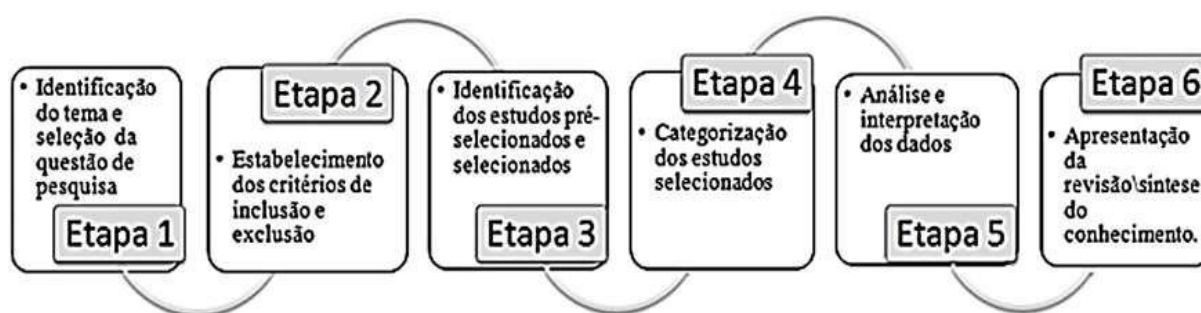 • Identificação
do tema e
seleção da
questão de
pesquisa
Etapa 1
Etapa 2
• Estabelecimento
dos critérios de
inclusão e
exclusão
• Identificação
dos estudos pré-
selecionados e
selecionados
Etapa 3
Etapa 4
• Categorização
dos estudos
selecionados
• Análise e
interpretação
dos dados
Etapa 5
Etapa 6
• Apresentação
da
revisão\síntese
do
conhecimento.